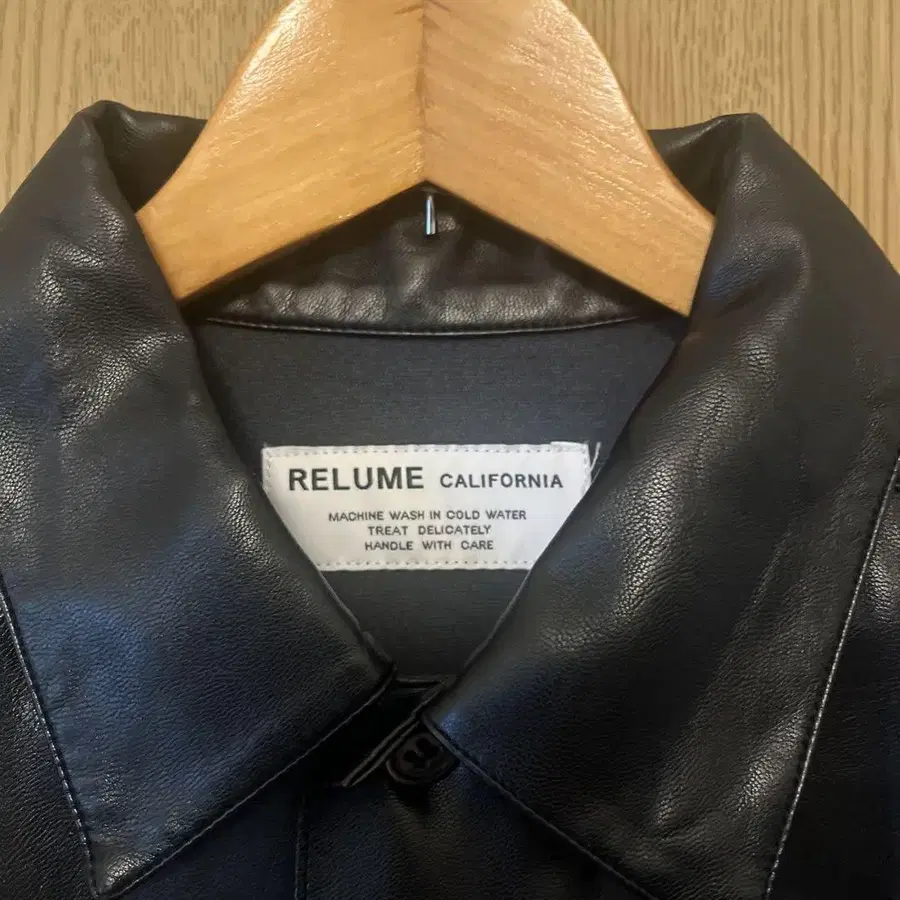 RELUME CALIFORNIA
MACHINE WASH IN COLD WATER
TREAT DELICATELY
HANDLE WITH CARE